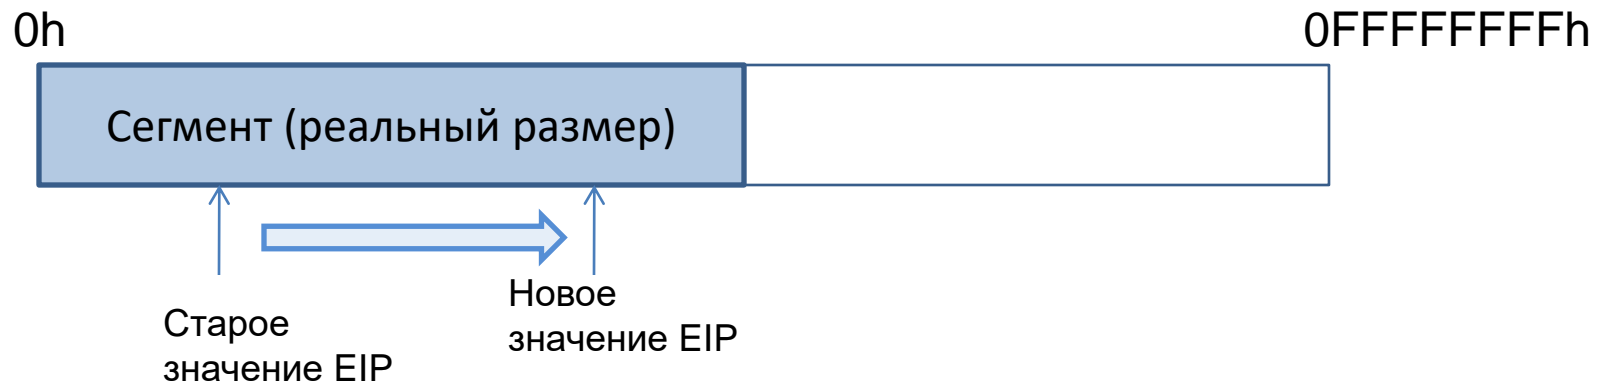 0h
0FFFFFFFFh
Сегмент (реальный размер)
Старое
значение EIP
Новое
значение EIP